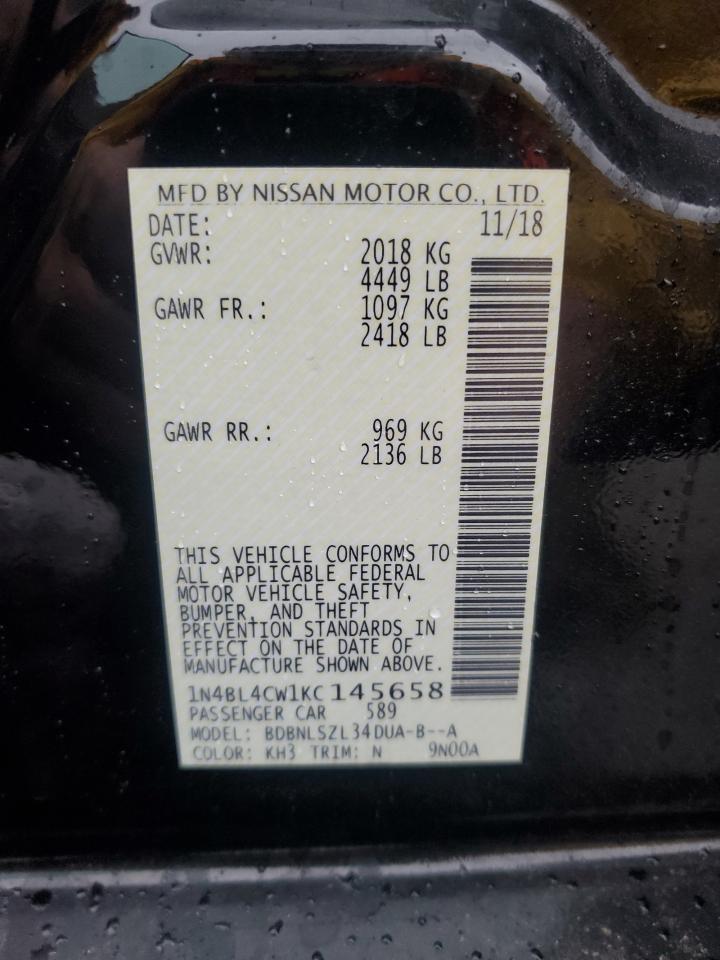 MFD BY NISSAN MOTOR CO., LTD.
DATE: 11/18
GVWR: 2018 KG
4449 LB
GAWR FR.: 1097 KG
2418 LB
GAWR RR.: 969 KG
2136 LB
THIS VEHICLE CONFORMS TO
ALL APPLICABLE FEDERAL
MOTOR VEHICLE SAFETY,
BUMPER, AND THEFT
PREVENTION STANDARDS IN
EFFECT ON THE DATE OF
MANUFACTURE SHOWN ABOVE.
1N4BL4CW1KC145658
PASSENGER CAR 589
MODEL: BDBNLSZL34DUA-B--A
COLOR: KH3 TRIM: N 9N00A